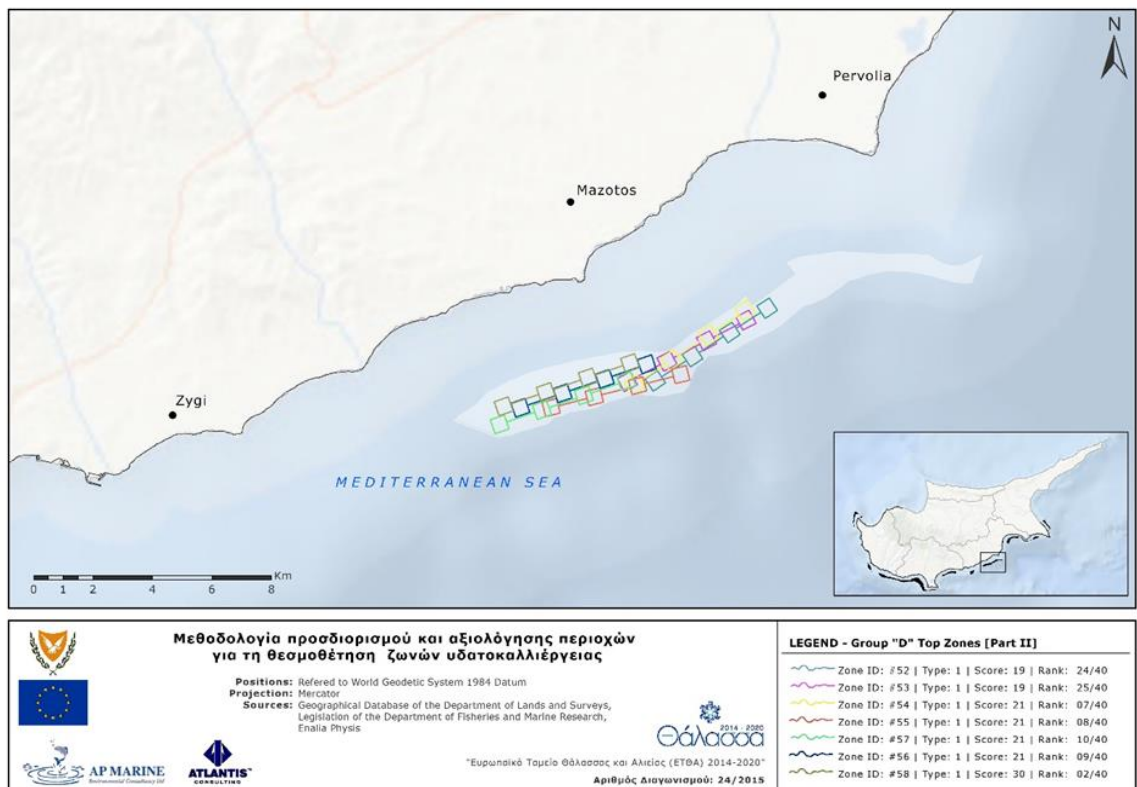 N
Pervolia
Mazotos
Zygi
MEDITERRANEAN SEA
Km
0 1 2 4 6 8
Μεθοδολογία προσδιορισμού και αξιολόγησης περιοχών
για τη θεσμοθέτηση ζωνών υδατοκαλλιέργειας
Positions: Refered to World Geodetic System 1984 Datum
Projection: Mercator
Sources: Geographical Database of the Department of Lands and Surveys,
Legislation of the Department of Fisheries and Marine Research,
Enalia Physis
AP MARINE
Environmental Consultancy Ltd
ATLANTIS
CONSULTING
2014 - 2020
Θάλασσα
"Ευρωπαϊκό Ταμείο Θάλασσας και Αλιείας (ΕΤΘΑ) 2014-2020"
Αριθμός Διαγωνισμού: 24/2015
LEGEND - Group "D" Top Zones [Part II]
Zone ID: #52 | Type: 1 | Score: 19 | Rank: 24/40
Zone ID: #53 | Type: 1 | Score: 19 | Rank: 25/40
Zone ID: #54 | Type: 1 | Score: 21 | Rank: 07/40
Zone ID: #55 | Type: 1 | Score: 21 | Rank: 08/40
Zone ID: #57 | Type: 1 | Score: 21 | Rank: 10/40
Zone ID: #56 | Type: 1 | Score: 21 | Rank: 09/40
Zone ID: #58 | Type: 1 | Score: 30 | Rank: 02/40